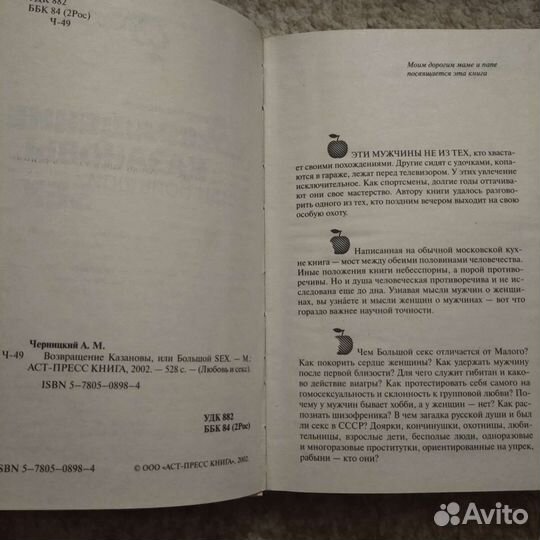 УДК 882
ББК 84 (2Рос)
Ч-49
Черницкий А. М.
Ч-49 Возвращение Казановы, или Большой SEX. — М.:
АСТ-ПРЕСС КНИГА, 2002. — 528 с. — (Любовь и секс).
ISBN 5–7805–0898–4
УДК 882
ББК 84 (2Рос)
ISBN 5–7805–0898–4
© ООО «АСТ-ПРЕСС КНИГА», 2002.
Моим дорогим маме и папе
посвящается эта книга
ЭТИ МУЖЧИНЫ НЕ ИЗ ТЕХ, кто хвастает
своими похождениями. Другие сидят с удочками, копа-
ются в гараже, лежат перед телевизором. У этих увлечение
исключительное. Как спортсмены, долгие годы оттачива-
ют они свое мастерство. Автору книги удалось разгово-
рить одного из тех, кто поздним вечером выходит на свою
особую охоту.
Написанная на обычной московской кух-
не книга — мост между обеими половинами человечества.
Иные положения книги небесспорны, а порой противо-
речивы. Но и душа человеческая противоречива и не ис-
следована еще до дна. Узнавая мысли мужчин о женщи-
нах, вы узнáете и мысли женщин о мужчинах — вот что
гораздо важнее научной точности.
Чем Большой секс отличается от Малого?
Как покорить сердце женщины? Как удержать мужчину
после первой близости? Для чего служит гибитан и како-
во действие виагры? Как протестировать себя самого на
гомосексуальность и склонность к групповой любви? По-
чему у мужчин бывает хобби, а у женщин — нет? Как рас-
познать шизофреника? В чем загадка русской души и был
ли секс в СССР? Доярки, кончинушки, охотницы, люби-
тельницы, взрослые дети, бесполые люди, одноразовые
и многоразовые проститутки, ориентированные на упрек,
рабыни — кто они?
Avito